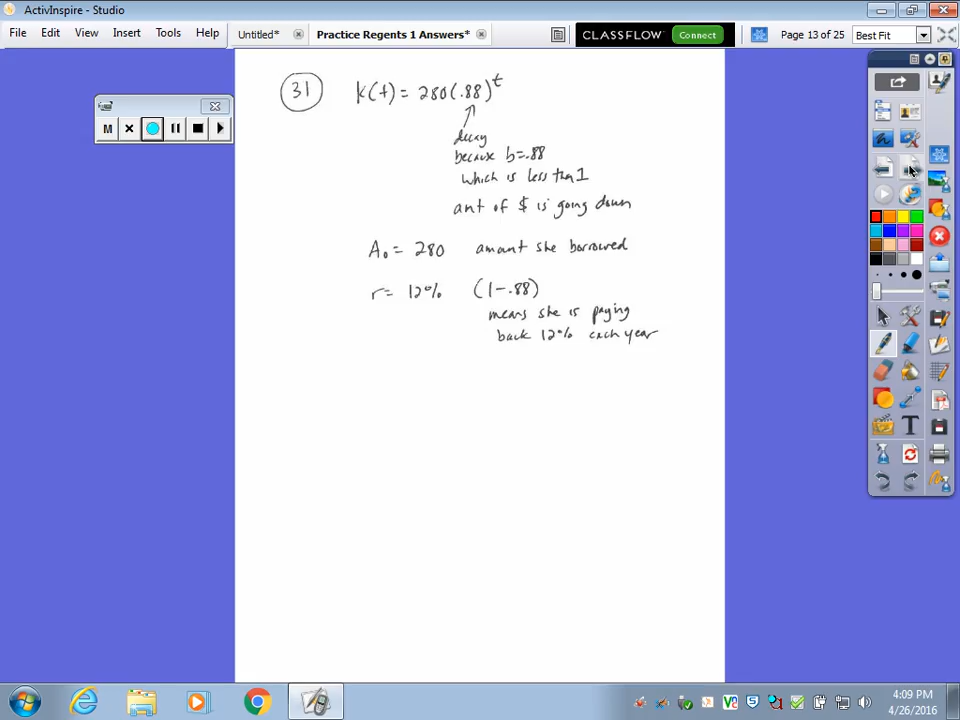 ActivInspire - Studio
File Edit View Insert Tools Help Untitled* Practice Regents 1 Answers* CLASSFLOW Connect Page 13 of 25 Best Fit
M
31 K(t) = 280(.88)^t
decay
because b=.88
which is less than 1
amt of $ is going down
A₀ = 280 amount she borrowed
r= 12% (1-.88)
means she is paying
back 12% each year
4:09 PM
4/26/2016